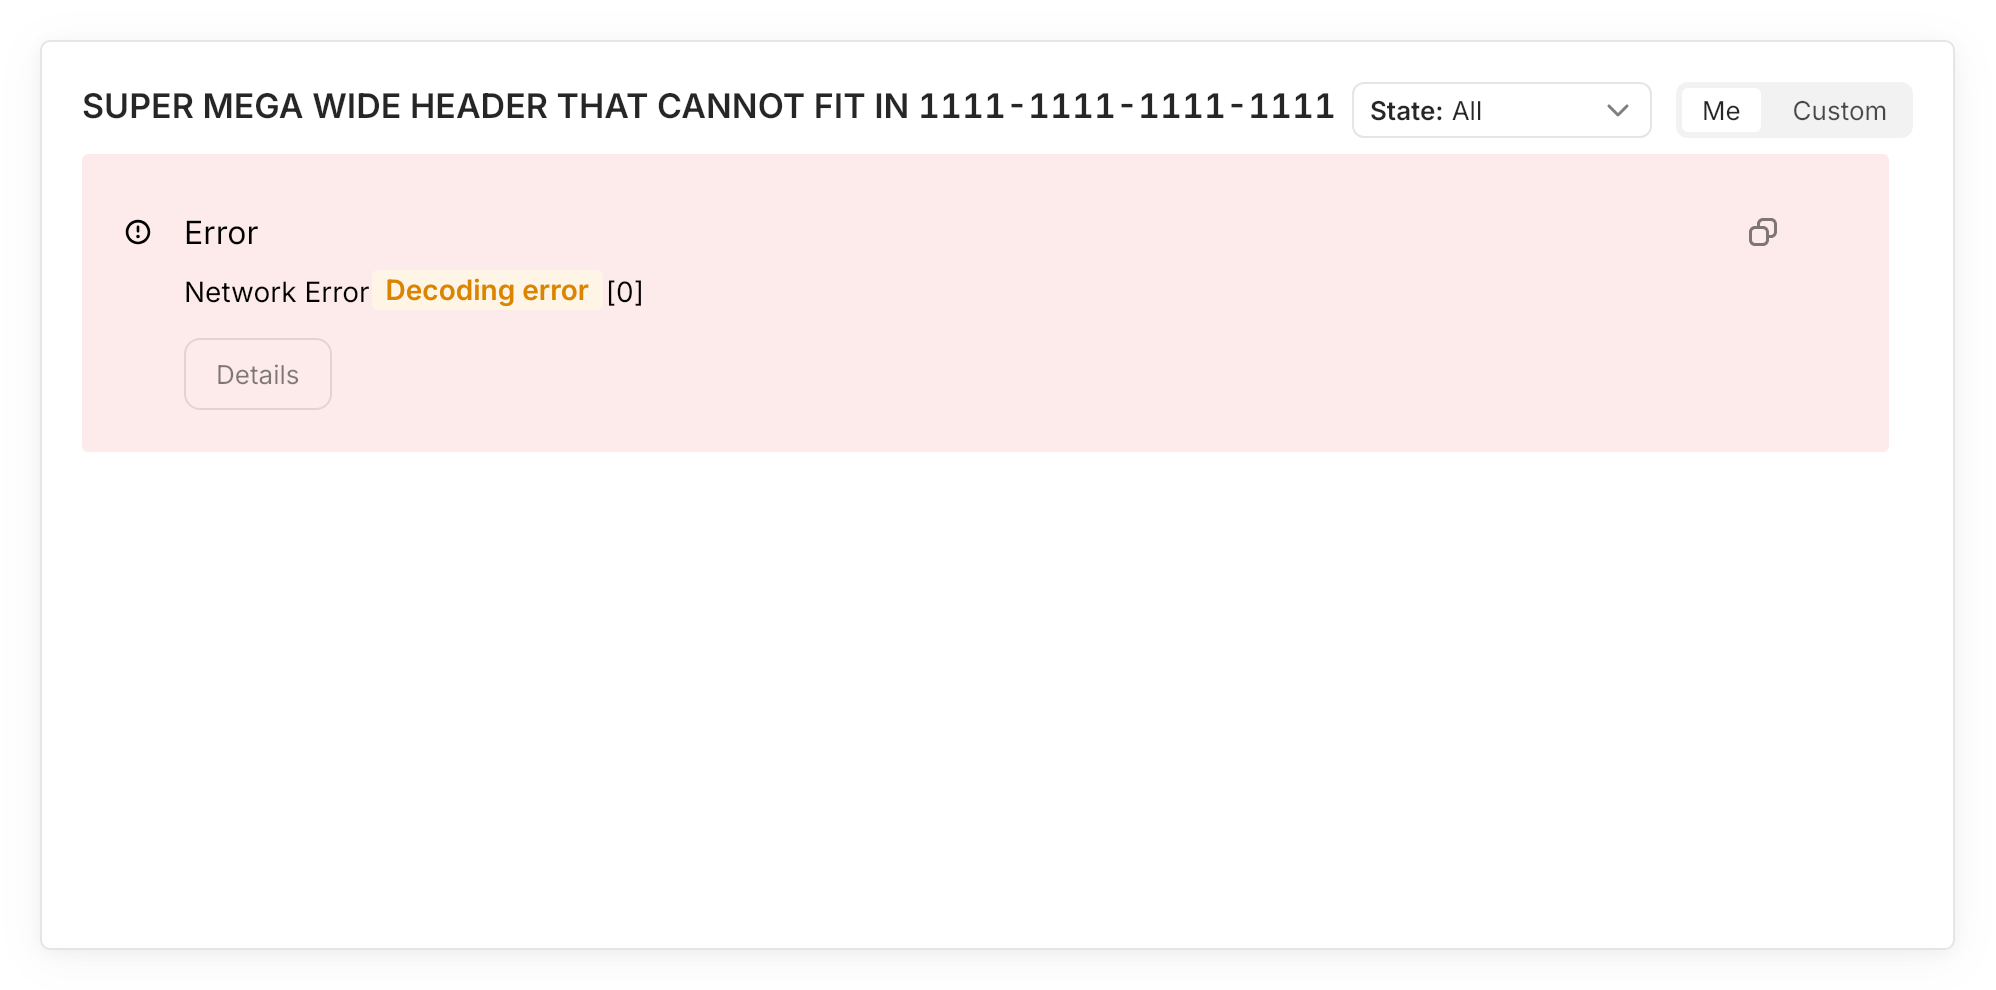 SUPER MEGA WIDE HEADER THAT CANNOT FIT IN 1111-1111-1111-1111 State: All Me Custom
Error
Network Error Decoding error [0]
Details